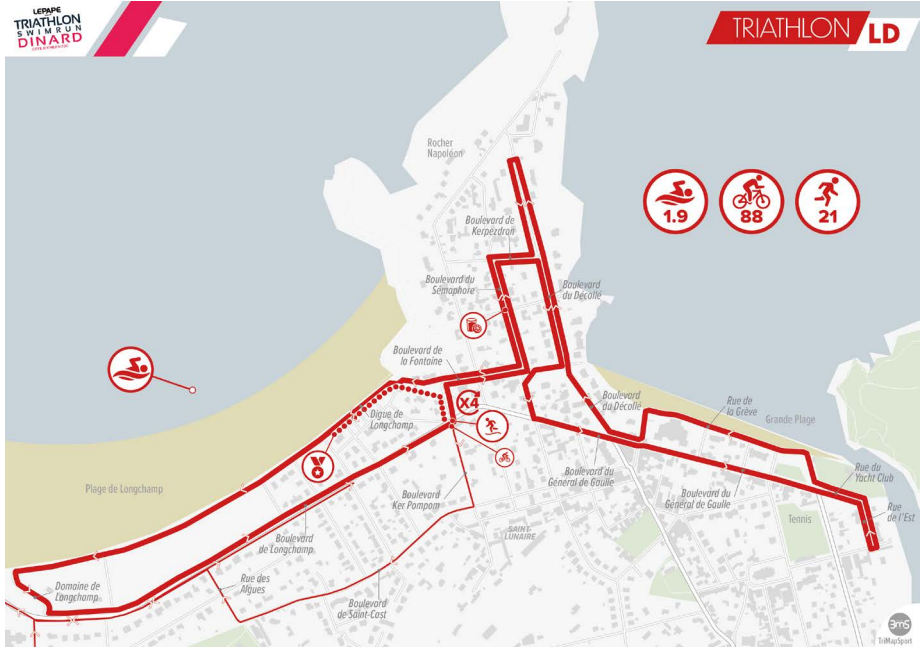 LEPAPE
TRIATHLON
SWIMRUN
DINARD
TRIATHLON LD
1.9
88
21
Rocher
Napoléon
Boulevard de
Kerpezdron
Boulevard du
Sémaphore
Boulevard
du Décollé
Boulevard de
la Fontaine
X4
Digue de
Longchamp
Boulevard
du Décollé
Rue de
la Grève
Grande Plage
Plage de Longchamp
Boulevard
Ker Pompom
Boulevard du
Général de Gaulle
Boulevard du
Général de Gaulle
Rue du
Yacht Club
Rue
de l'Est
Tennis
Boulevard
de Longchamp
SAINT-
LUNAIRE
Domaine de
Longchamp
Rue des
Algues
Boulevard
de Saint-Cast
3mS
TriMapSport